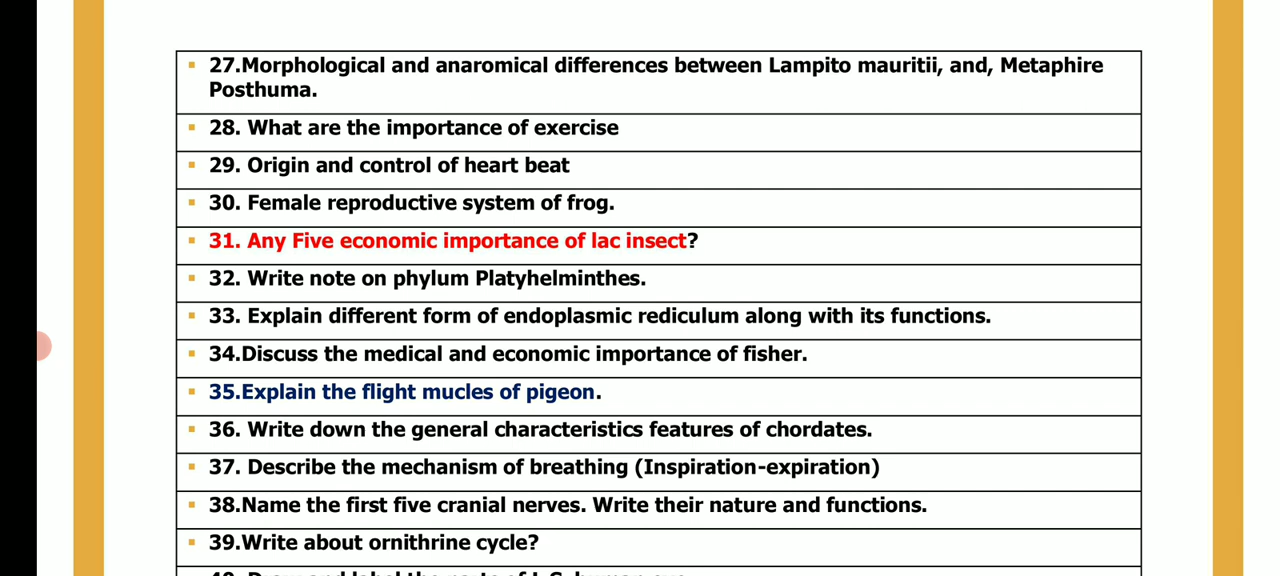 27.Morphological and anaromical differences between Lampito mauritii, and, Metaphire
Posthuma.
28. What are the importance of exercise
29. Origin and control of heart beat
30. Female reproductive system of frog.
31. Any Five economic importance of lac insect?
32. Write note on phylum Platyhelminthes.
33. Explain different form of endoplasmic rediculum along with its functions.
34.Discuss the medical and economic importance of fisher.
35.Explain the flight mucles of pigeon.
36. Write down the general characteristics features of chordates.
37. Describe the mechanism of breathing (Inspiration-expiration)
38.Name the first five cranial nerves. Write their nature and functions.
39.Write about ornithrine cycle?